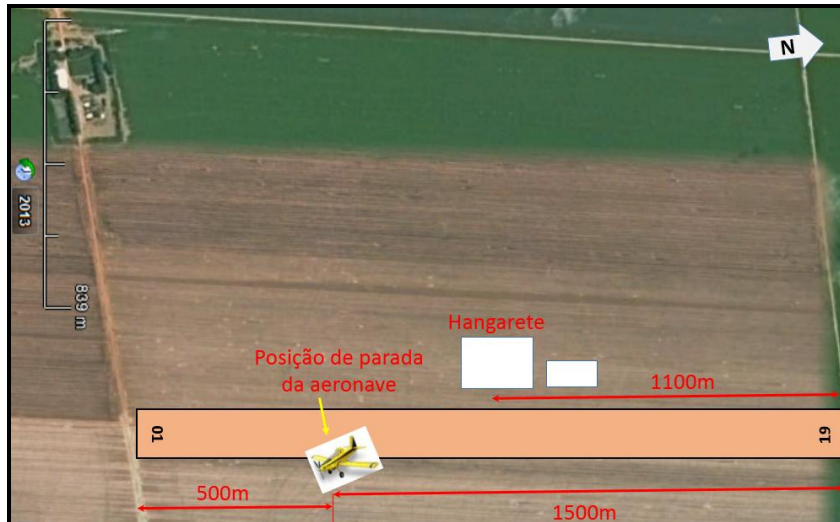 N
2013
839 m
Hangarete
Posição de parada
da aeronave
1100m
01
19
500m
1500m